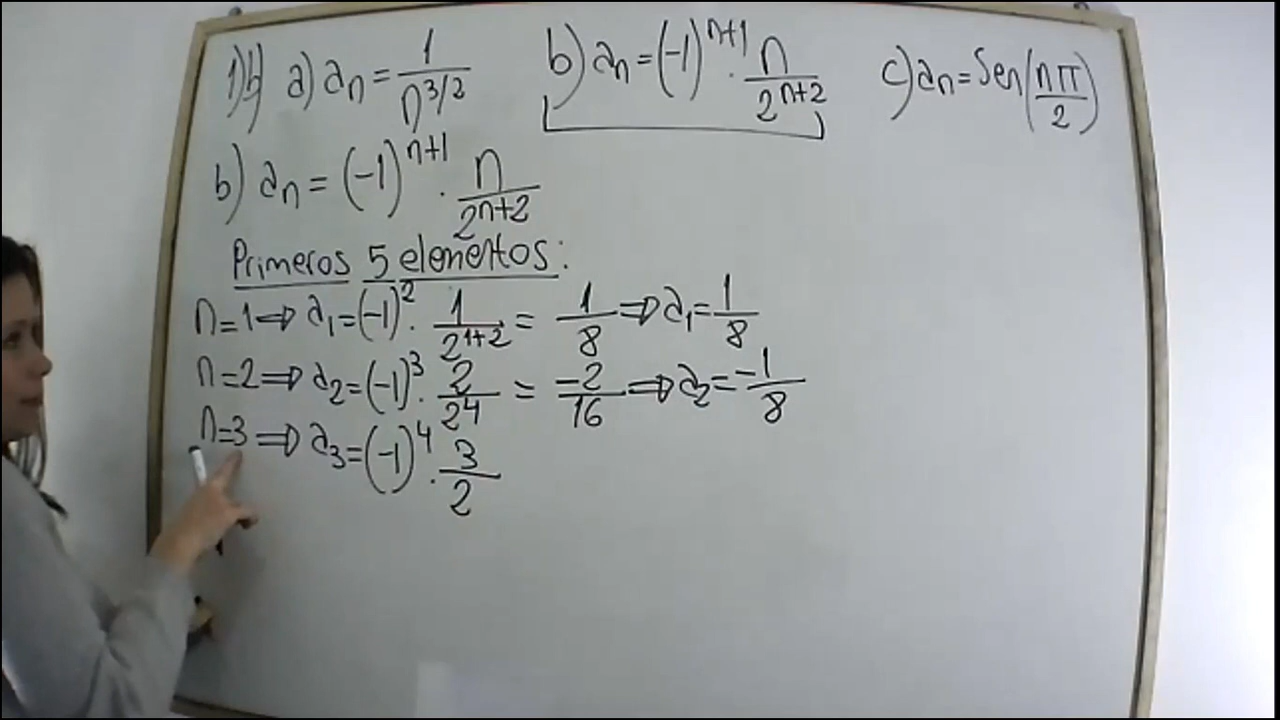 1)b) a) an = 1/n^3/2 b) an = (-1)^n+1 · n/2^n+2 c) an = Sen(nπ/2)
b) an = (-1)^n+1 · n/2^n+2
Primeros 5 elementos:
n=1 ⇒ a1 = (-1)^2 · 1/2^1+2 = 1/8 ⇒ a1 = 1/8
n=2 ⇒ a2 = (-1)^3 · 2/2^4 = -2/16 ⇒ a2 = -1/8
n=3 ⇒ a3 = (-1)^4 · 3/2